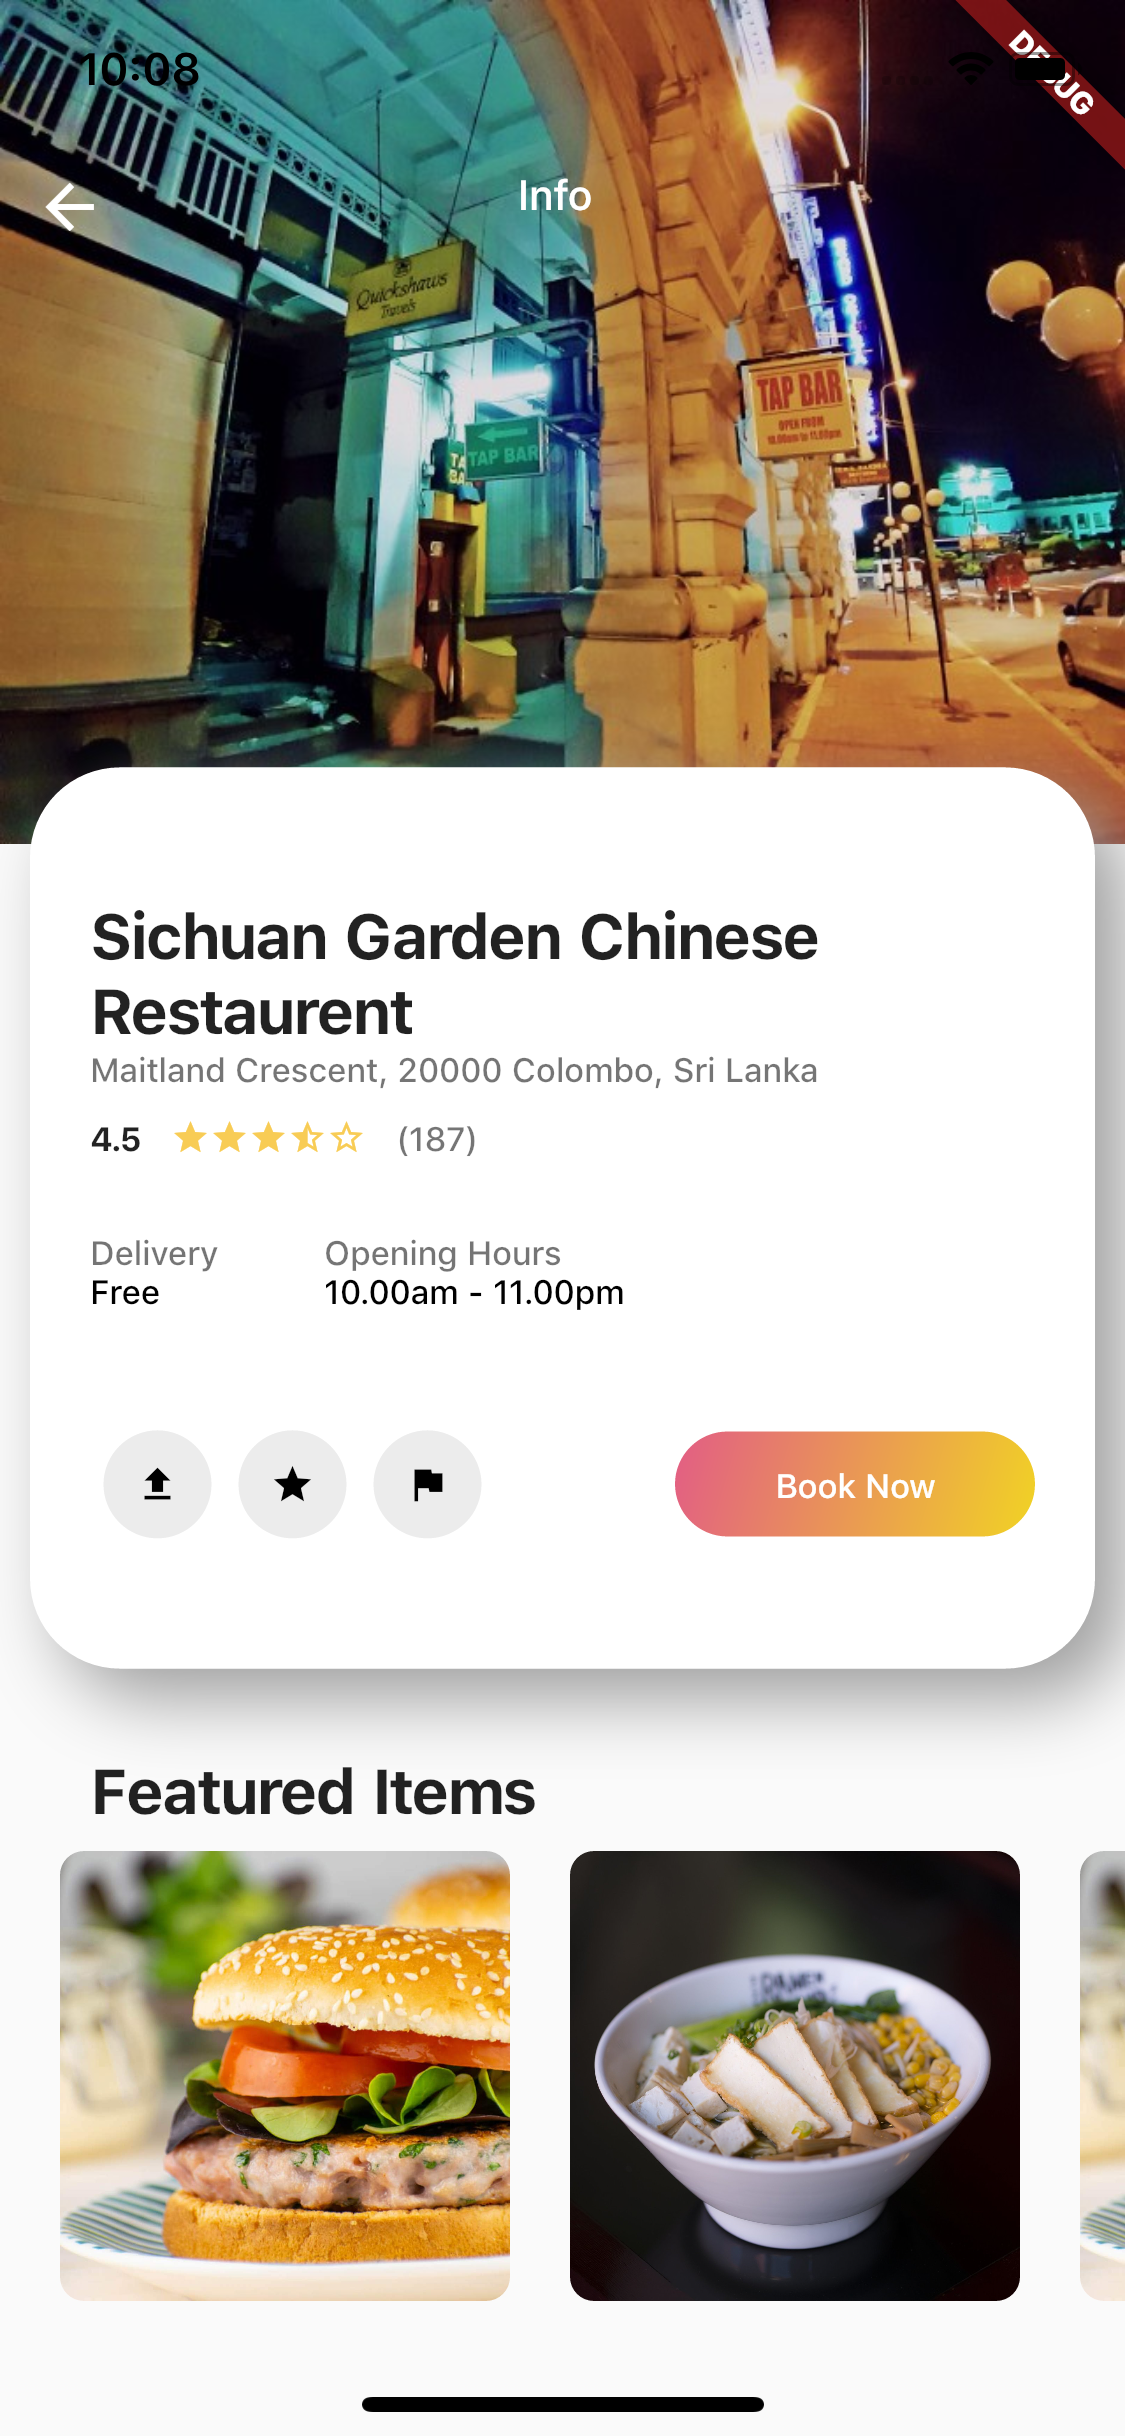 10:08
DEBUG
Info
Quickshaws
Travels
TAP BAR
OPEN FROM
10.00am to 11.00pm
TAP BAR
TA
BA
Sichuan Garden Chinese
Restaurent
Maitland Crescent, 20000 Colombo, Sri Lanka
4.5 (187)
Delivery Opening Hours
Free 10.00am - 11.00pm
Book Now
Featured Items